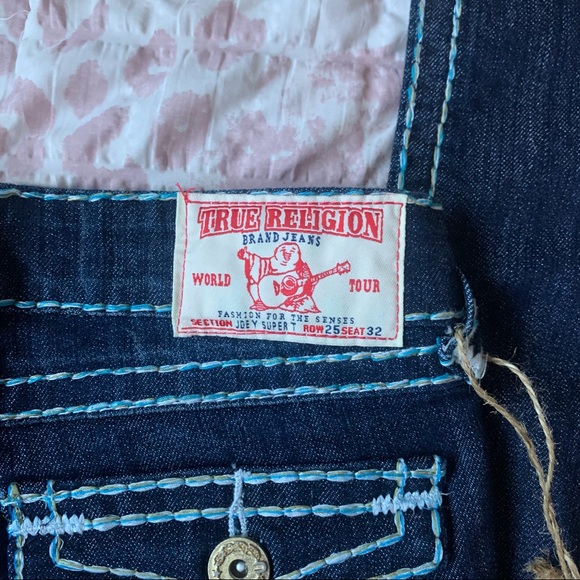 TRUE RELIGION
BRAND JEANS
WORLD TOUR
FASHION FOR THE SENSES
SECTION JOEY SUPER T ROW 25 SEAT 32